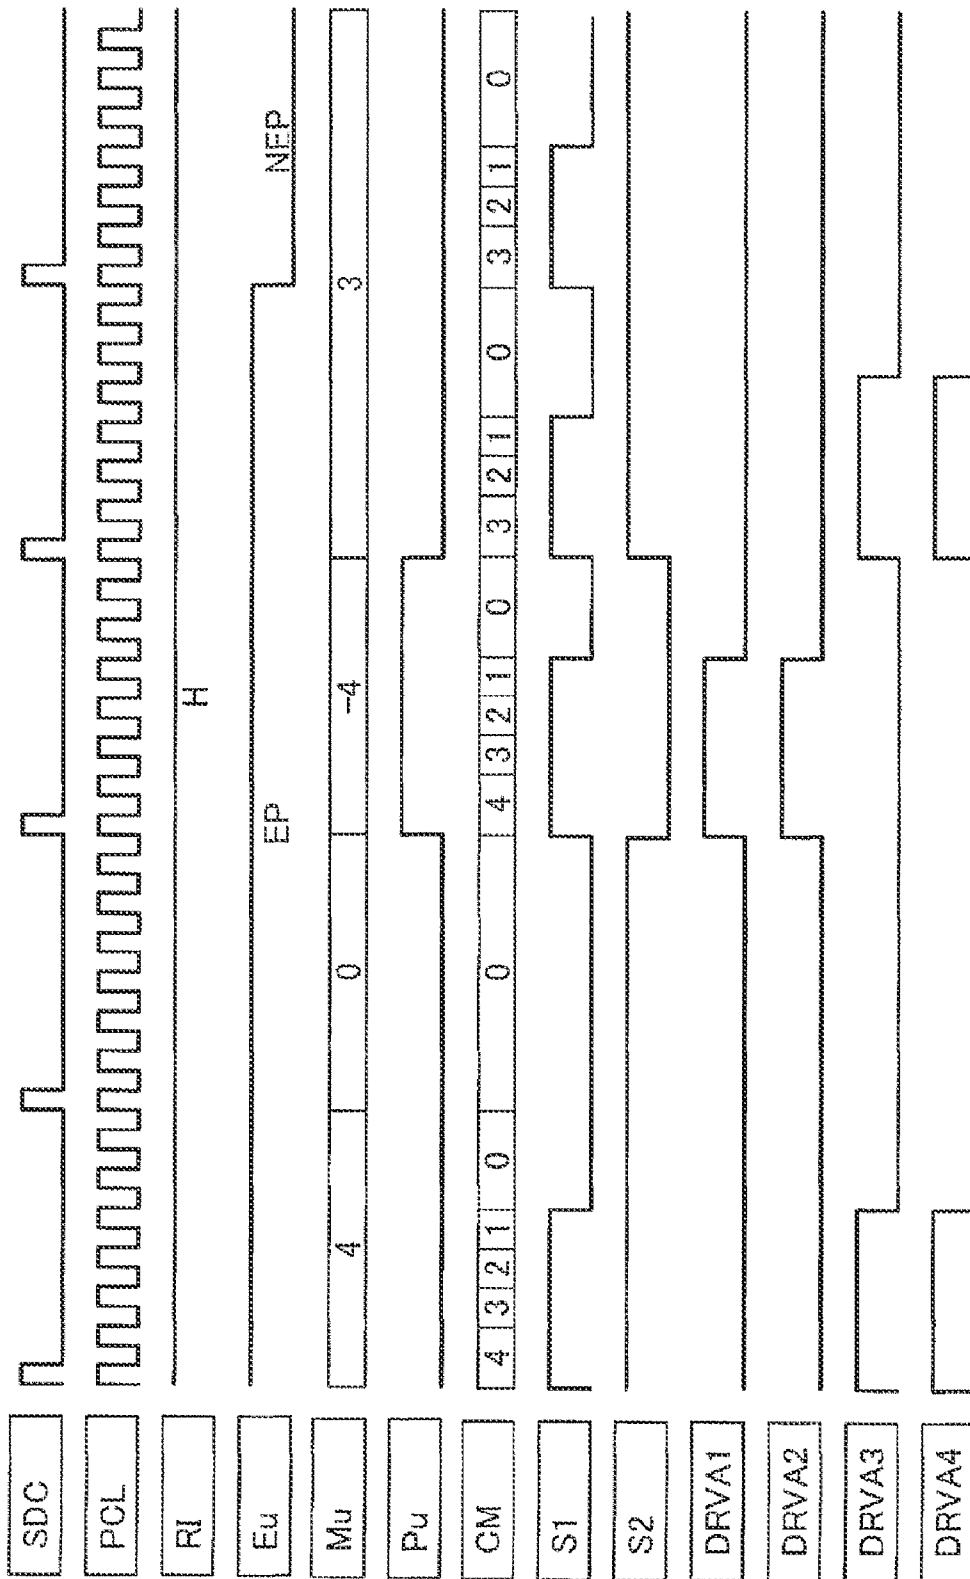 SDC
PPCL
RI H
Eu EP NEP
Mu 4 0 −4 3
Pu
CM 4 3 2 1 0 0 4 3 2 1 0 3 2 1 0 3 2 1 0
S1
S2
DRVA1
DRVA2
DRVA3
DRVA4